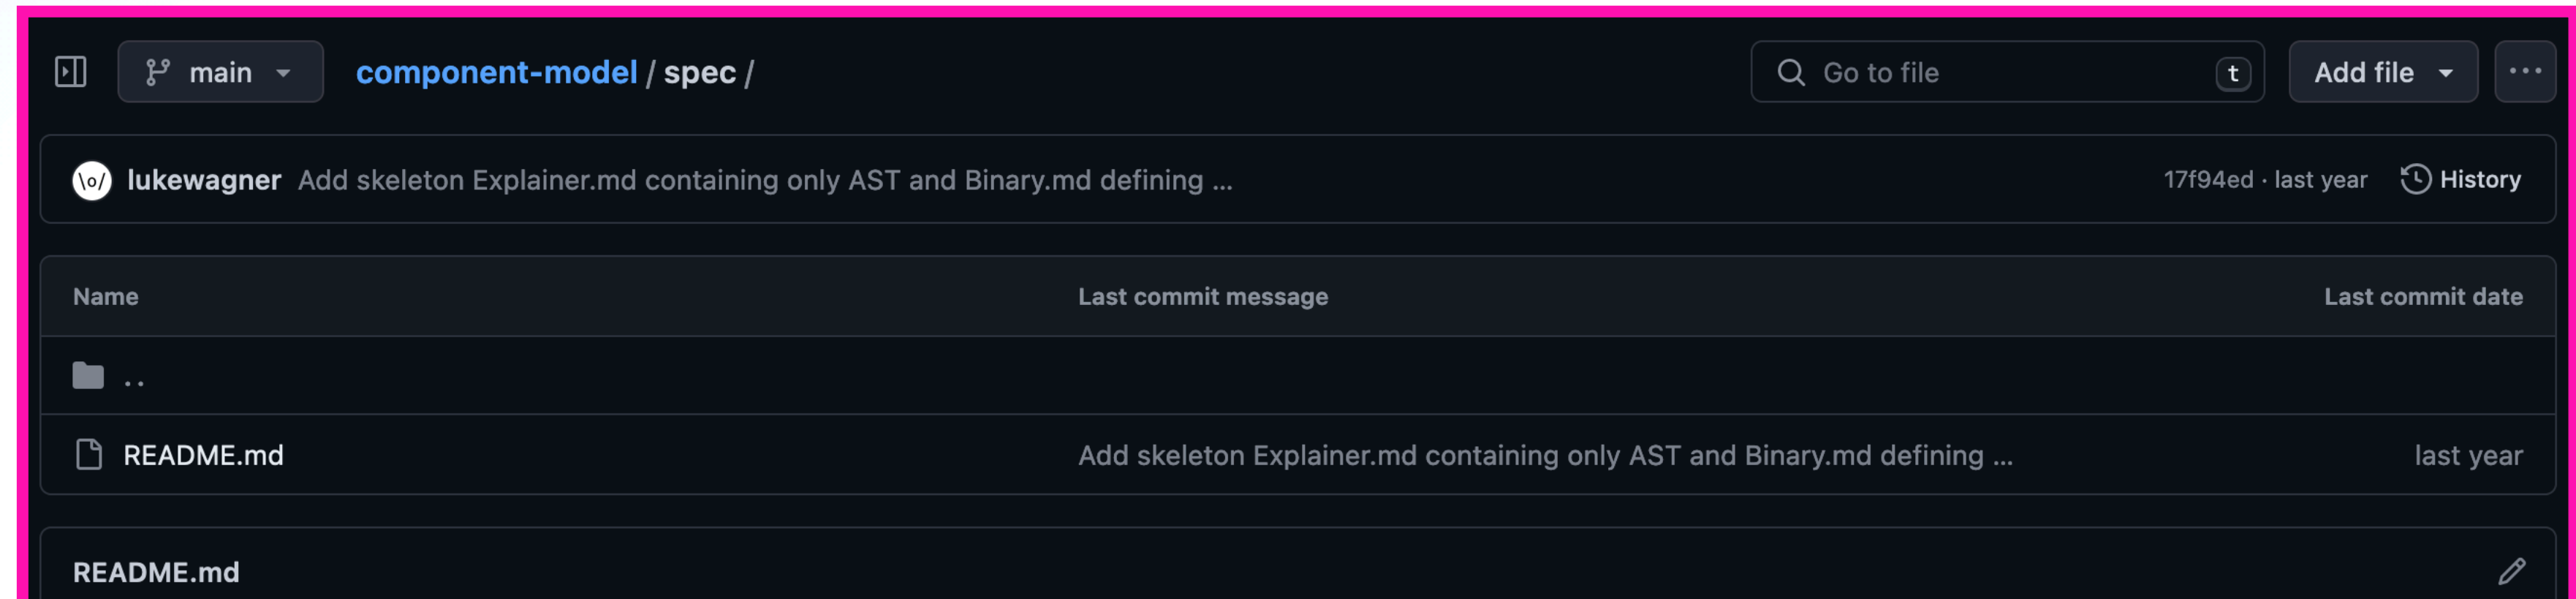 main component-model / spec / Go to file t Add file ...
\o/ lukewagner Add skeleton Explainer.md containing only AST and Binary.md defining ... 17f94ed · last year History
Name Last commit message Last commit date
..
README.md Add skeleton Explainer.md containing only AST and Binary.md defining ... last year
README.md